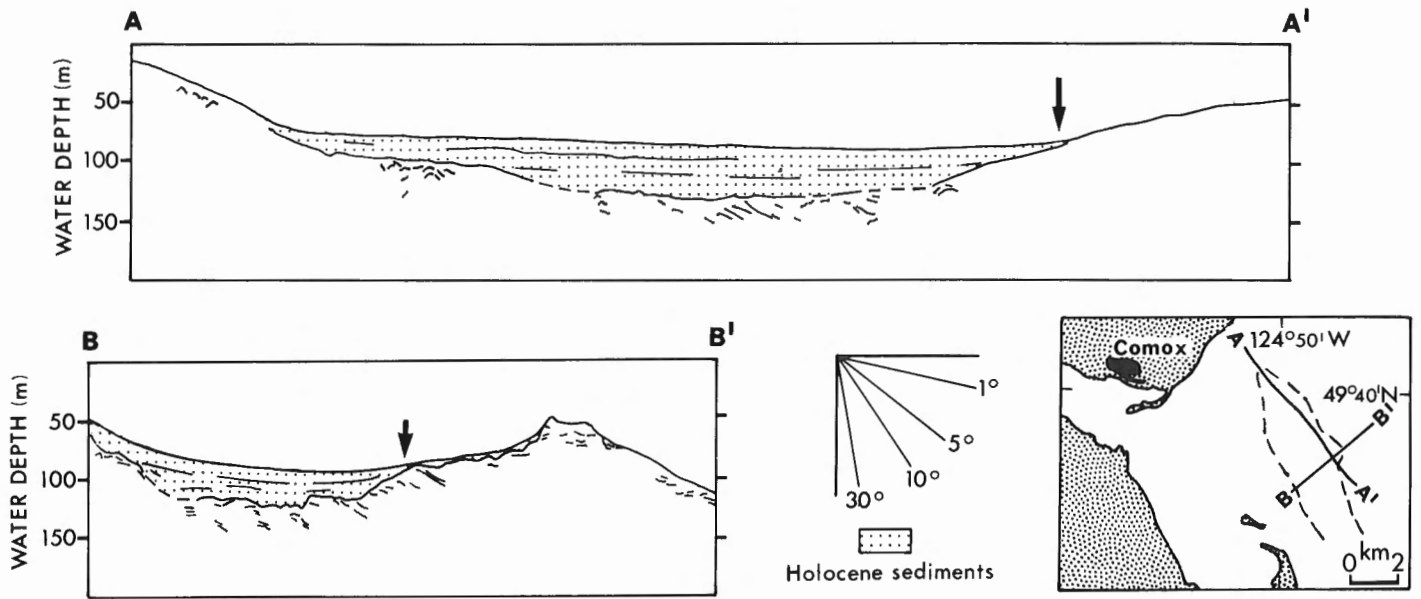 A A'
WATER DEPTH (m)
50
100
150
B B'
WATER DEPTH (m)
50
100
150
1°
5°
10°
30°
Holocene sediments
A 124°50' W
Comox
49°40'N
B'
B
A'
0 km 2